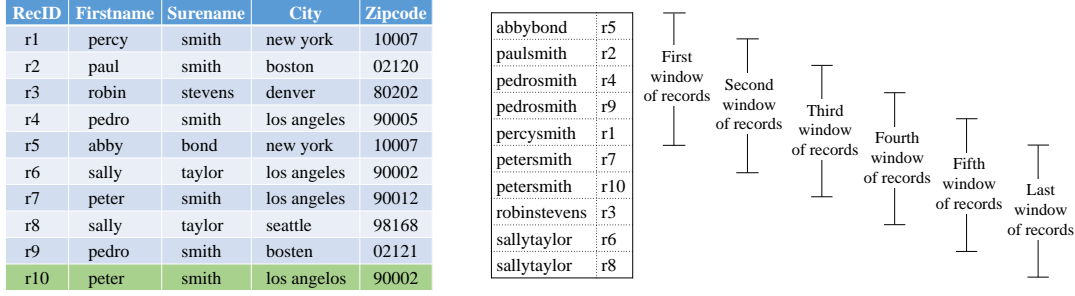 RecID Firstname Surename City Zipcode
r1 percy smith new york 10007
r2 paul smith boston 02120
r3 robin stevens denver 80202
r4 pedro smith los angeles 90005
r5 abby bond new york 10007
r6 sally taylor los angeles 90002
r7 peter smith los angeles 90012
r8 sally taylor seattle 98168
r9 pedro smith bosten 02121
r10 peter smith los angelos 90002
abbybond r5
paulsmith r2
pedrosmith r4
pedrosmith r9
percysmith r1
petersmith r7
petersmith r10
robinstevens r3
sallytaylor r6
sallytaylor r8
First
window
of records
Second
window
of records
Third
window
of records
Fourth
window
of records
Fifth
window
of records
Last
window
of records